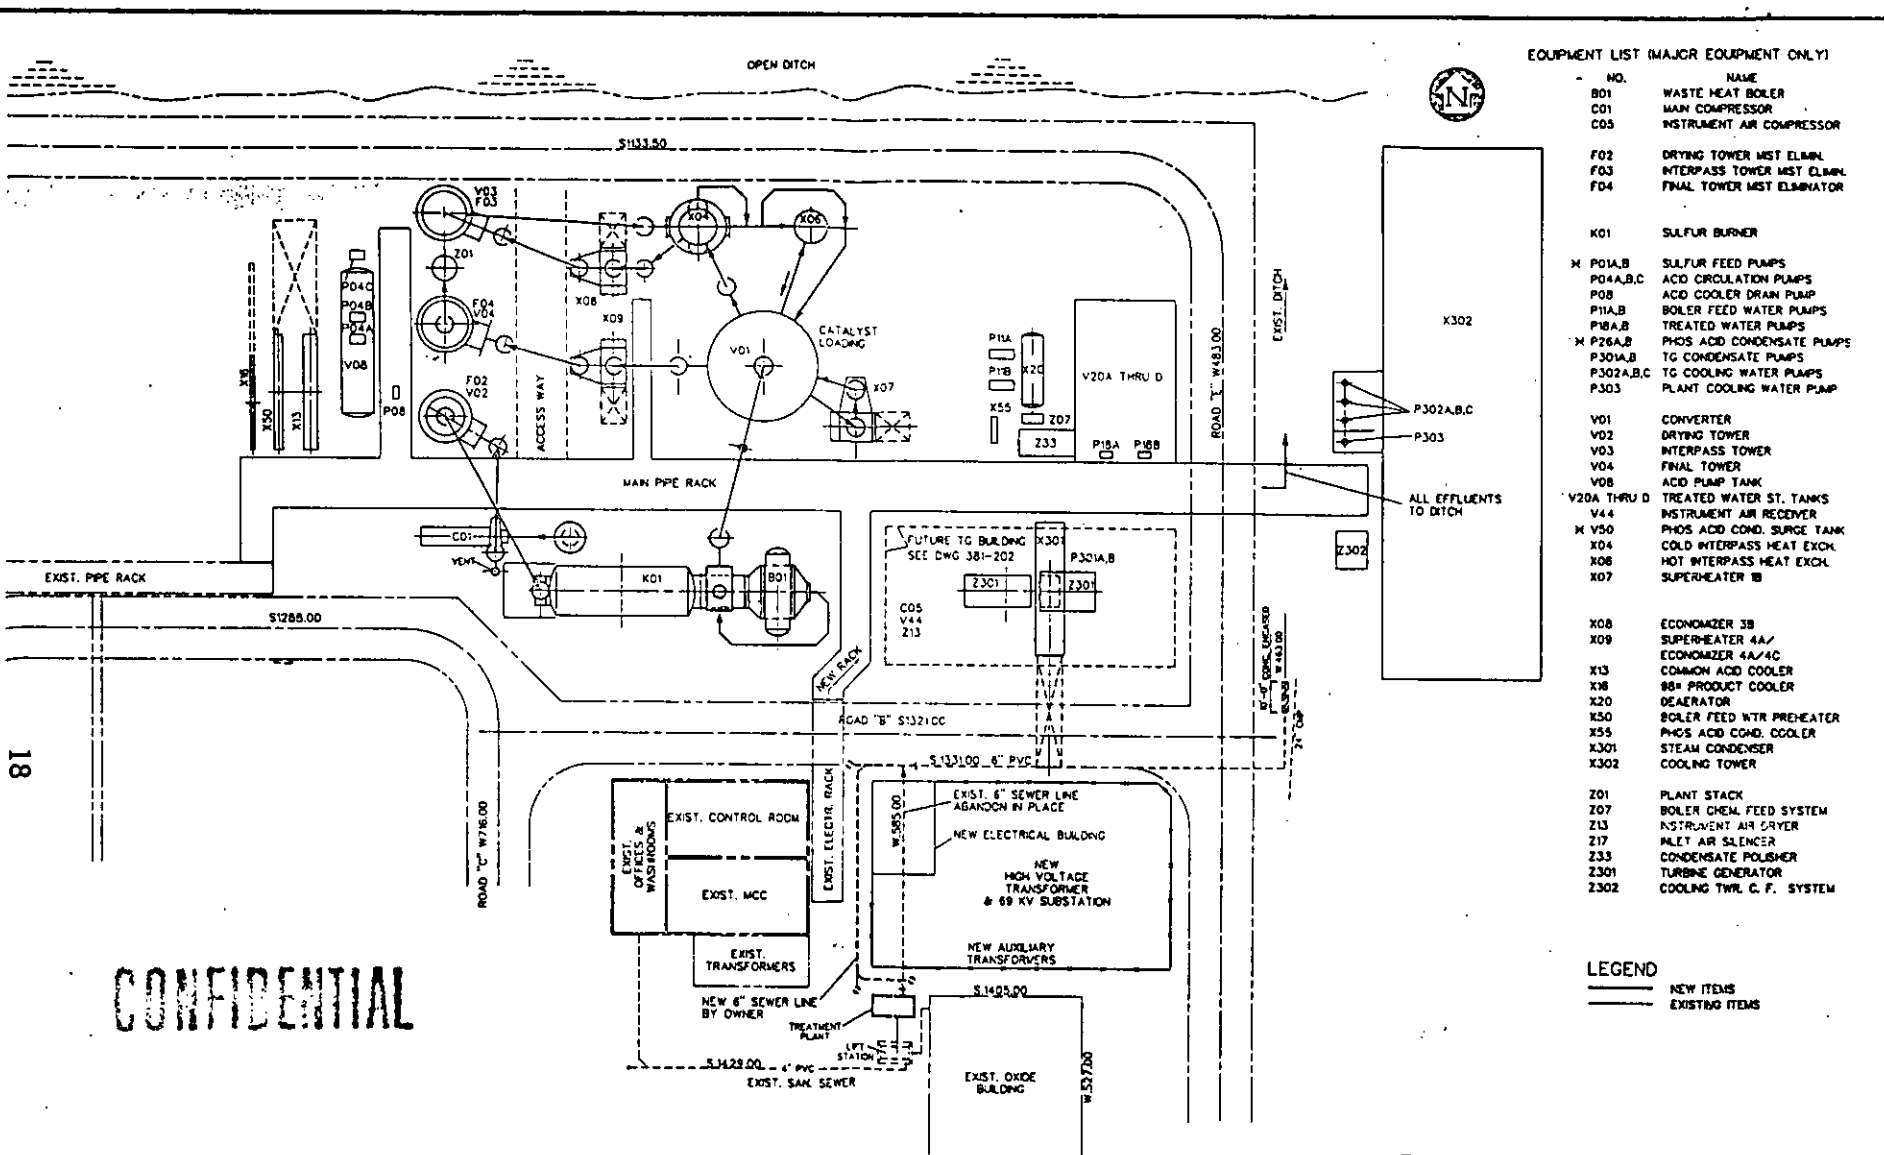 OPEN DITCH
N
S1133.50
V03
F03
X04
X06
Z01
P04C
P04B
P04A
V08
X16
X50
X13
P08
F04
V04
F02
V02
ACCESS WAY
X08
X09
V01
CATALYST
LOADING
X07
P11A
P11B
X20
X55
Z07
Z33
V20A THRU D
P18A
P18B
ROAD "E" W483.00
EXIST. DITCH
X302
P302A,B,C
P303
ALL EFFLUENTS
TO DITCH
Z302
MAIN PIPE RACK
C01
VENT
K01
B01
EXIST. PIPE RACK
S1288.00
FUTURE TG BUILDING
SEE DWG 381-202
X301
P301A,B
Z301
Z301
C05
V44
Z13
NEW RACK
W 463.00
24" CMP
ROAD "B" S1321.00
S 1331.00 8" PVC
ROAD "C" W716.00
EXIST.
OFFICES &
WASHROOMS
EXIST. CONTROL ROOM
EXIST. MCC
EXIST.
TRANSFORMERS
EXIST. ELECTR. RACK
W.585.00
EXIST. 6" SEWER LINE
ABANDON IN PLACE
NEW ELECTRICAL BUILDING
NEW
HIGH VOLTAGE
TRANSFORMER
& 69 KV SUBSTATION
NEW AUXILIARY
TRANSFORMERS
NEW 6" SEWER LINE
BY OWNER
TREATMENT
PLANT
LIFT
STATION
S.1405.00
S.1429.00
4" PVC
EXIST. SAN. SEWER
EXIST. OXIDE
BUILDING
W.527.00
18
CONFIDENTIAL
EQUIPMENT LIST (MAJOR EQUIPMENT ONLY)
NO. NAME
B01 WASTE HEAT BOILER
C01 MAIN COMPRESSOR
C05 INSTRUMENT AIR COMPRESSOR
F02 DRYING TOWER MIST ELIMIN.
F03 INTERPASS TOWER MIST ELIMIN.
F04 FINAL TOWER MIST ELIMINATOR
K01 SULFUR BURNER
P01A,B SULFUR FEED PUMPS
P04A,B,C ACID CIRCULATION PUMPS
P08 ACID COOLER DRAIN PUMP
P11A,B BOILER FEED WATER PUMPS
P18A,B TREATED WATER PUMPS
P26A,B PHOS ACID CONDENSATE PUMPS
P301A,B TG CONDENSATE PUMPS
P302A,B,C TG COOLING WATER PUMPS
P303 PLANT COOLING WATER PUMP
V01 CONVERTER
V02 DRYING TOWER
V03 INTERPASS TOWER
V04 FINAL TOWER
V08 ACID PUMP TANK
V20A THRU D TREATED WATER ST. TANKS
V44 INSTRUMENT AIR RECEIVER
V50 PHOS ACID COND. SURGE TANK
X04 COLD INTERPASS HEAT EXCH.
X06 HOT INTERPASS HEAT EXCH.
X07 SUPERHEATER 1B
X08 ECONOMIZER 3B
X09 SUPERHEATER 4A/
ECONOMIZER 4A/4C
X13 COMMON ACID COOLER
X16 98% PRODUCT COOLER
X20 DEAERATOR
X50 BOILER FEED WTR PREHEATER
X55 PHOS ACID COND. COOLER
X301 STEAM CONDENSER
X302 COOLING TOWER
Z01 PLANT STACK
Z07 BOILER CHEM. FEED SYSTEM
Z13 INSTRUMENT AIR DRYER
Z17 INLET AIR SILENCER
Z33 CONDENSATE POLISHER
Z301 TURBINE GENERATOR
Z302 COOLING TWR. C. F. SYSTEM
LEGEND
NEW ITEMS
EXISTING ITEMS